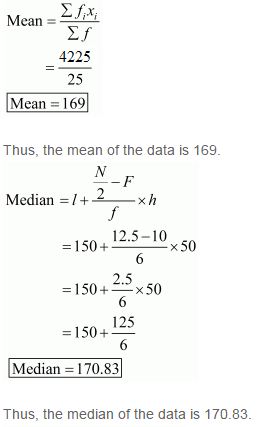 Mean = Σ fᵢxᵢ / Σ f
= 4225 / 25
Mean = 169
Thus, the mean of the data is 169.
Median = l + (N/2 − F) / f × h
= 150 + (12.5 − 10) / 6 × 50
= 150 + 2.5 / 6 × 50
= 150 + 125 / 6
Median = 170.83
Thus, the median of the data is 170.83.